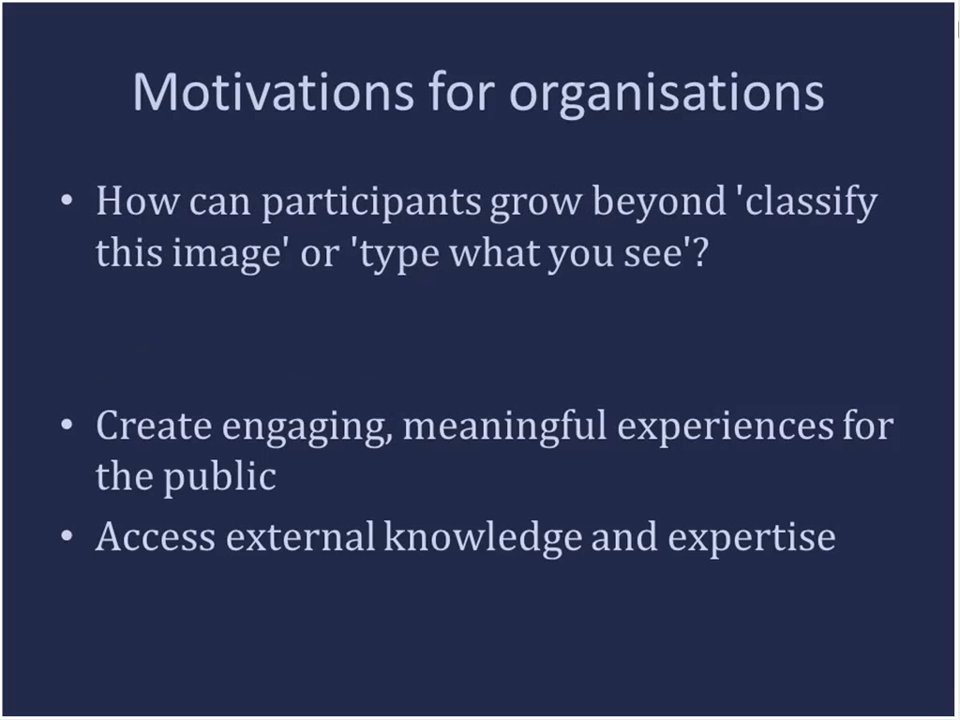 Motivations for organisations
• How can participants grow beyond 'classify
this image' or 'type what you see'?
• Create engaging, meaningful experiences for
the public
• Access external knowledge and expertise